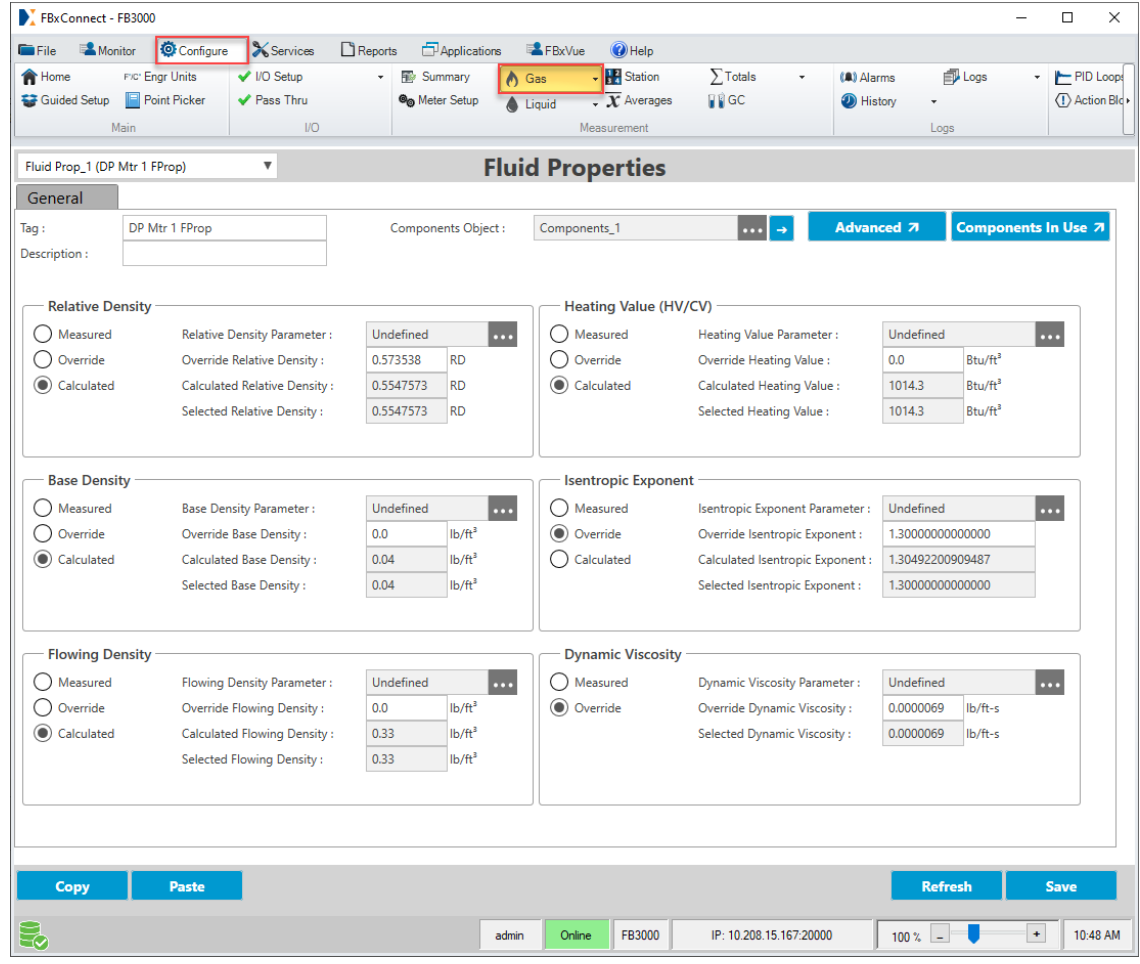 FBxConnect - FB3000
File Monitor Configure Services Reports Applications FBxVue Help
Home Engr Units I/O Setup Summary Gas Station Totals Alarms Logs PID Loops
Guided Setup Point Picker Pass Thru Meter Setup Liquid Averages GC History Action Blo
Main I/O Measurement Logs
Fluid Prop_1 (DP Mtr 1 FProp) Fluid Properties
General
Tag : DP Mtr 1 FProp Components Object : Components_1 ... Advanced Components In Use
Description :
Relative Density Heating Value (HV/CV)
Measured Relative Density Parameter : Undefined ... Measured Heating Value Parameter : Undefined ...
Override Override Relative Density : 0.573538 RD Override Override Heating Value : 0.0 Btu/ft³
Calculated Calculated Relative Density : 0.5547573 RD Calculated Calculated Heating Value : 1014.3 Btu/ft³
Selected Relative Density : 0.5547573 RD Selected Heating Value : 1014.3 Btu/ft³
Base Density Isentropic Exponent
Measured Base Density Parameter : Undefined ... Measured Isentropic Exponent Parameter : Undefined ...
Override Override Base Density : 0.0 lb/ft³ Override Override Isentropic Exponent : 1.30000000000000
Calculated Calculated Base Density : 0.04 lb/ft³ Calculated Calculated Isentropic Exponent : 1.30492200909487
Selected Base Density : 0.04 lb/ft³ Selected Isentropic Exponent : 1.30000000000000
Flowing Density Dynamic Viscosity
Measured Flowing Density Parameter : Undefined ... Measured Dynamic Viscosity Parameter : Undefined ...
Override Override Flowing Density : 0.0 lb/ft³ Override Override Dynamic Viscosity : 0.0000069 lb/ft-s
Calculated Calculated Flowing Density : 0.33 lb/ft³ Selected Dynamic Viscosity : 0.0000069 lb/ft-s
Selected Flowing Density : 0.33 lb/ft³
Copy Paste Refresh Save
admin Online FB3000 IP: 10.208.15.167:20000 100 % - + 10:48 AM